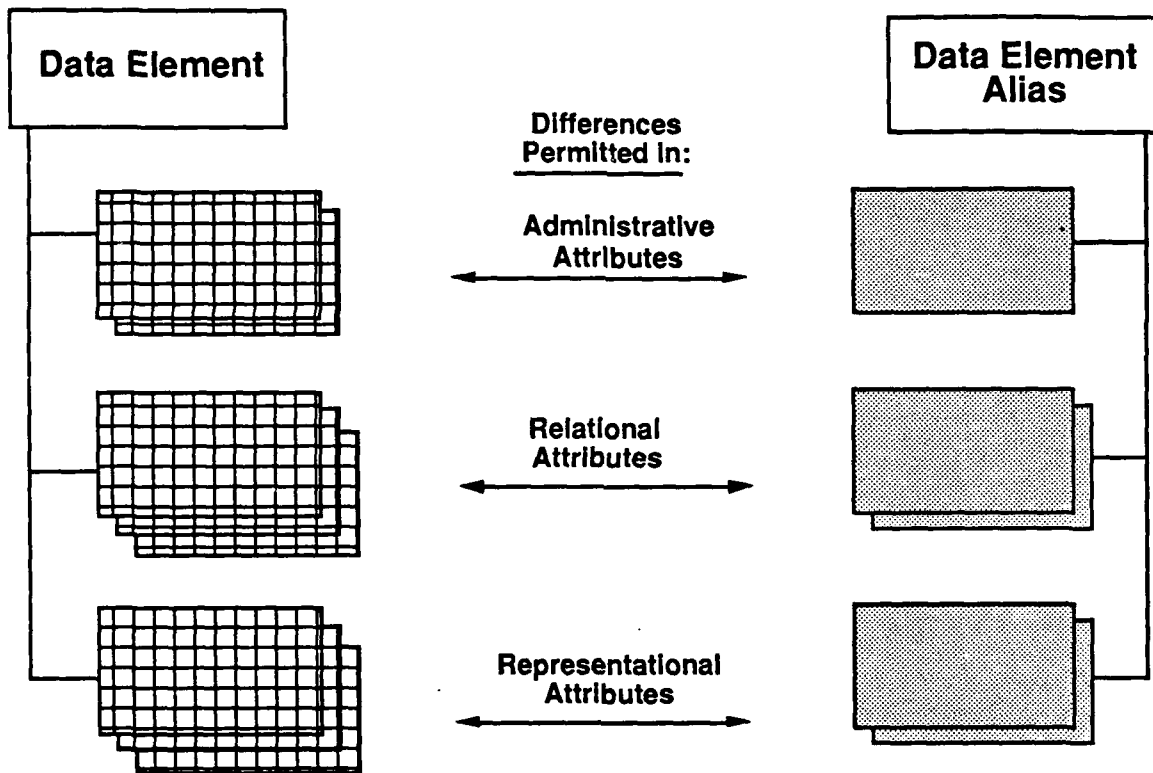 Data Element
Data Element
Alias
Differences
Permitted In:
Administrative
Attributes
Relational
Attributes
Representational
Attributes